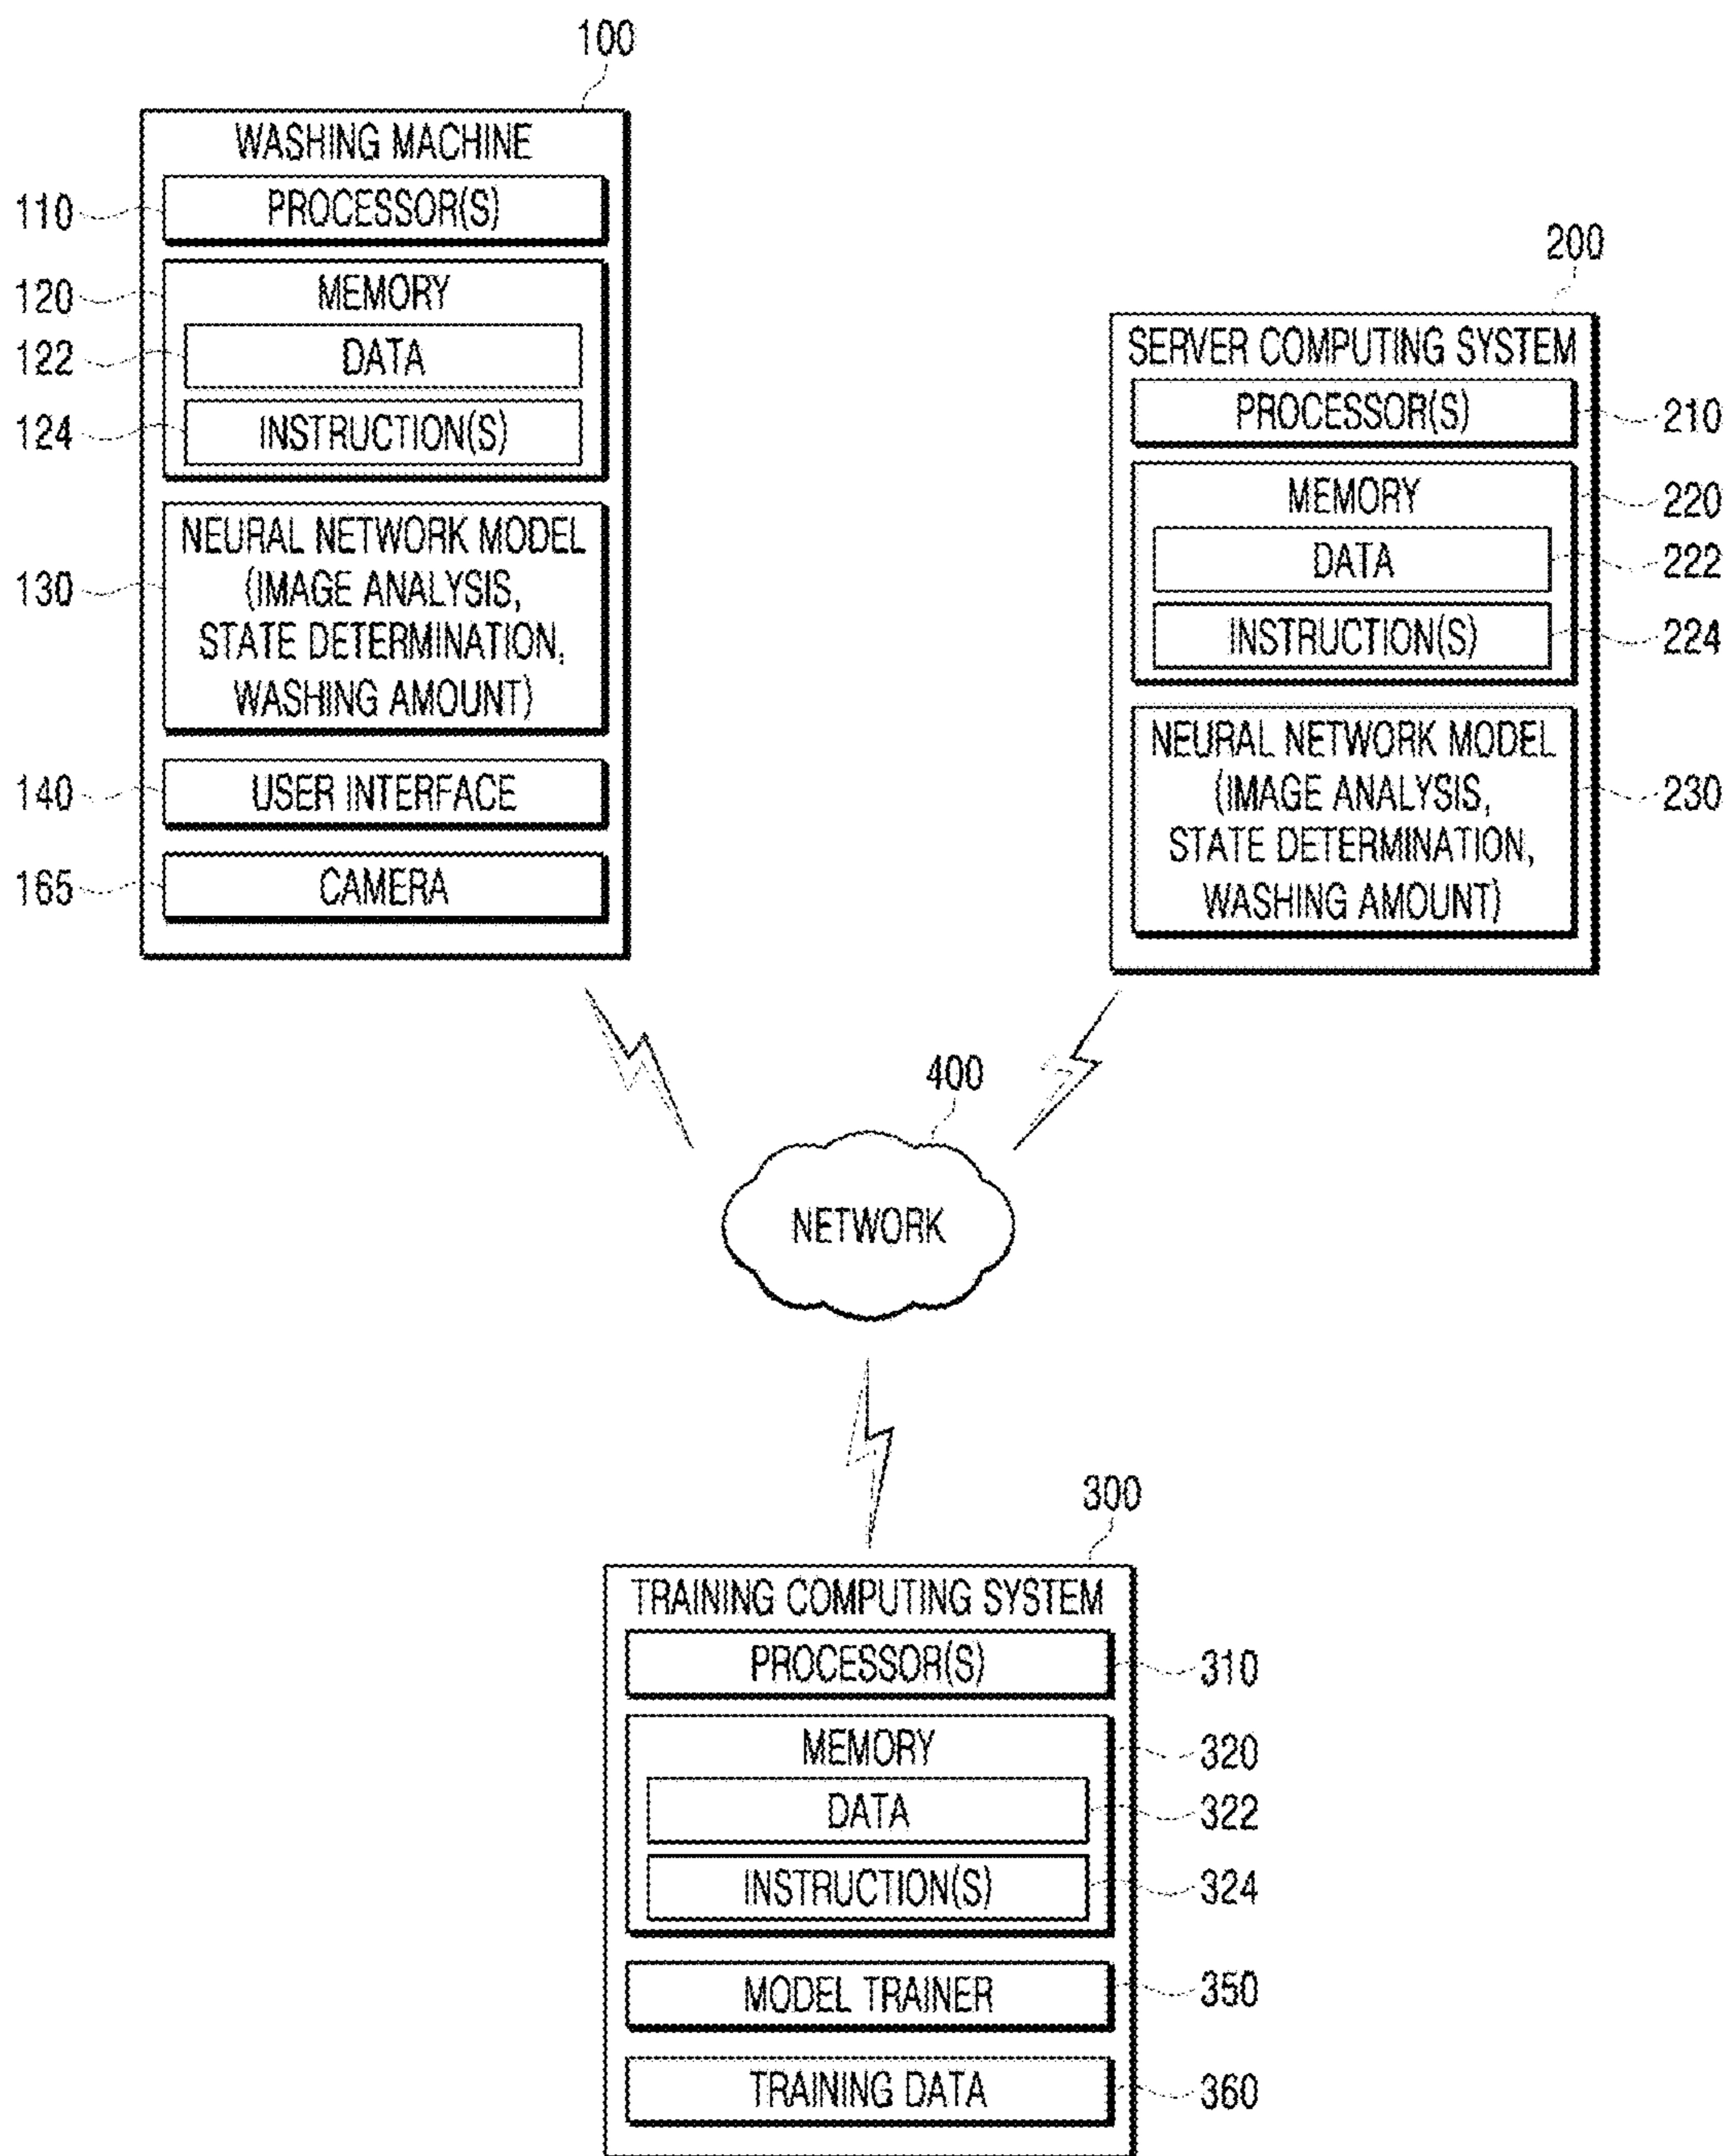 100
WASHING MACHINE
110
PROCESSOR(S)
120
MEMORY
122
DATA
124
INSTRUCTION(S)
130
NEURAL NETWORK MODEL
(IMAGE ANALYSIS,
STATE DETERMINATION,
WASHING AMOUNT)
140
USER INTERFACE
165
CAMERA
200
SERVER COMPUTING SYSTEM
PROCESSOR(S)
210
MEMORY
220
DATA
222
INSTRUCTION(S)
224
NEURAL NETWORK MODEL
(IMAGE ANALYSIS,
STATE DETERMINATION,
WASHING AMOUNT)
230
400
NETWORK
300
TRAINING COMPUTING SYSTEM
PROCESSOR(S)
310
MEMORY
320
DATA
322
INSTRUCTION(S)
324
MODEL TRAINER
350
TRAINING DATA
360